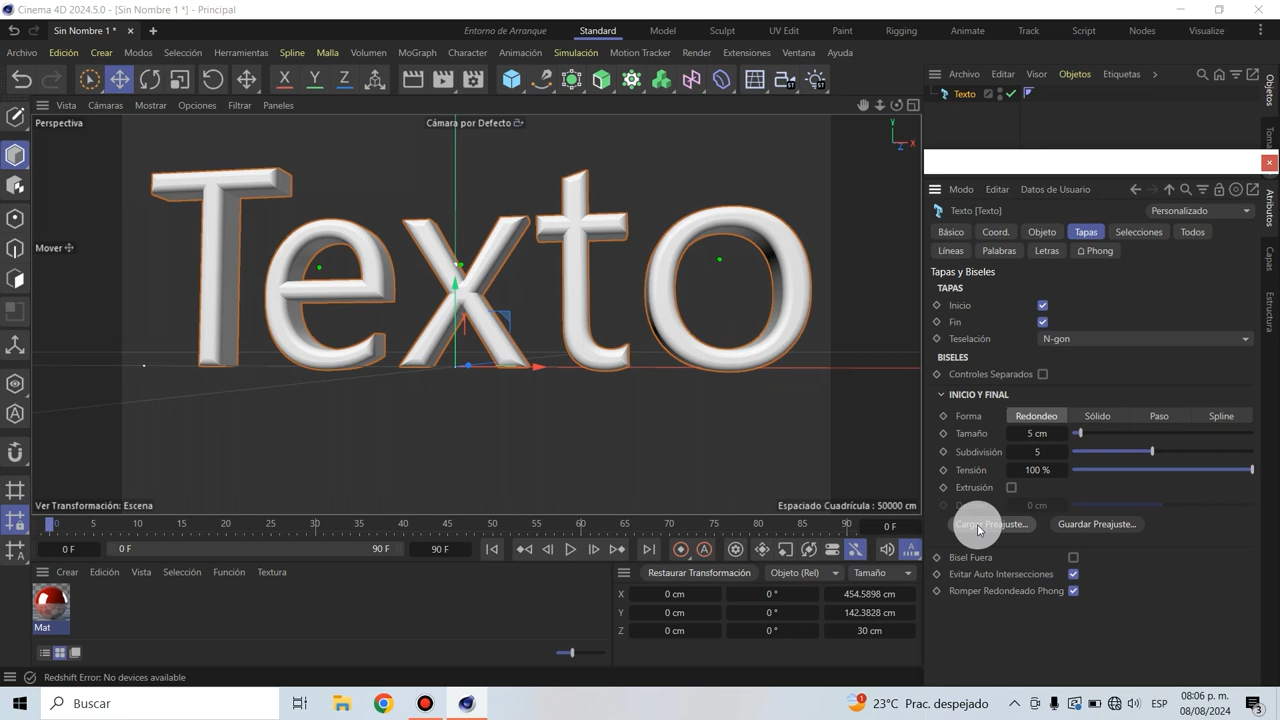 Cinema 4D 2024.5.0 - [Sin Nombre 1 *] - Principal
Sin Nombre 1 *
Entorno de Arranque Standard Model Sculpt UV Edit Paint Rigging Animate Track Script Nodes Visualize
Archivo Edición Crear Modos Selección Herramientas Spline Malla Volumen MoGraph Character Animación Simulación Motion Tracker Render Extensiones Ventana Ayuda
X Y Z
Archivo Editar Visor Objetos Etiquetas
Objetos
Texto
Toma
Vista Cámaras Mostrar Opciones Filtrar Paneles
Perspectiva
Cámara por Defecto
Y
X
Z
Texto
Mover
Ver Transformación: Escena
Espaciado Cuadrícula : 50000 cm
Modo Editar Datos de Usuario
Atributos
Capas
Estructura
Texto [Texto]
Personalizado
Básico Coord. Objeto Tapas Selecciones Todos
Líneas Palabras Letras Phong
Tapas y Biseles
TAPAS
Inicio
Fin
Teselación N-gon
BISELES
Controles Separados
INICIO Y FINAL
Forma Redondeo Sólido Paso Spline
Tamaño 5 cm
Subdivisión 5
Tensión 100 %
Extrusión
0 cm
Cargar Preajuste... Guardar Preajuste...
Bisel Fuera
Evitar Auto Intersecciones
Romper Redondeado Phong
0 5 10 15 20 25 30 35 40 45 50 55 60 65 70 75 80 85 90 0 F
0 F 0 F 90 F 90 F
Crear Edición Vista Selección Función Textura
Mat
Restaurar Transformación Objeto (Rel) Tamaño
X 0 cm 0 ° 454.5898 cm
Y 0 cm 0 ° 142.3828 cm
Z 0 cm 0 ° 30 cm
Redshift Error: No devices available
Buscar
23°C Prac. despejado
ESP
08:06 p. m.
08/08/2024
3